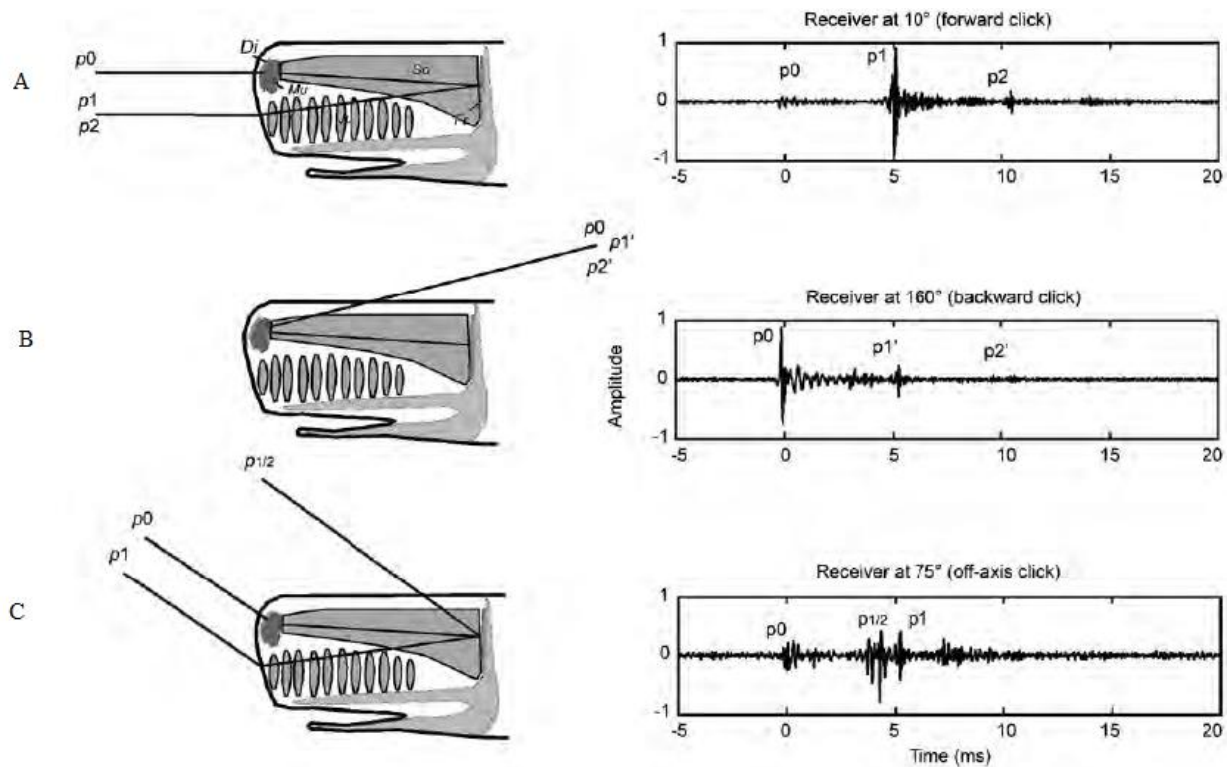 Receiver at 10° (forward click)
A
p0
p1
p2
Di
Mu
So
1
0
-1
p0
p1
p2
-5 0 5 10 15 20
B
p0
p1'
p2'
Receiver at 160° (backward click)
Amplitude
1
0
-1
p0
p1'
p2'
-5 0 5 10 15 20
C
p1/2
p0
p1
Receiver at 75° (off-axis click)
1
0
-1
p0
p1/2
p1
-5 0 5 10 15 20
Time (ms)